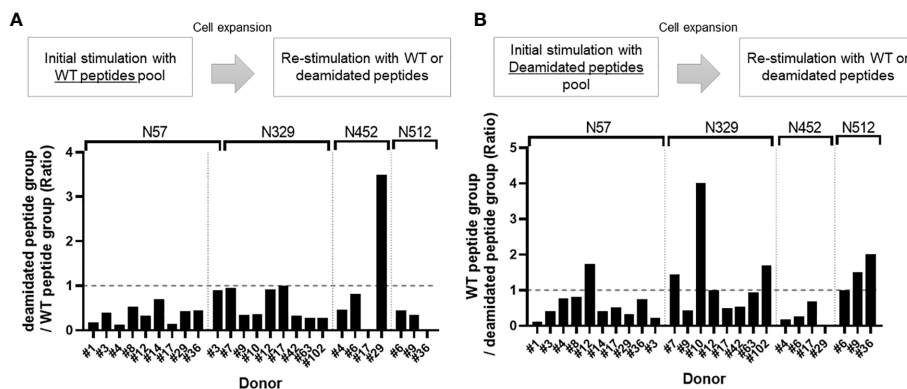 A
Cell expansion
Initial stimulation with
WT peptides pool
Re-stimulation with WT or
deamidated peptides
N57 N329 N452 N512
deamidated peptide group
/ WT peptide group (Ratio)
4
3
2
1
0
#1 #3 #4 #8 #12 #14 #17 #29 #36 #3 #7 #9 #10 #12 #17 #42 #63 #102 #4 #6 #17 #29 #6 #9 #36
Donor
B
Cell expansion
Initial stimulation with
Deamidated peptides
pool
Re-stimulation with WT or
deamidated peptides
N57 N329 N452 N512
WT peptide group
/ deamidated peptide group (Ratio)
5
4
3
2
1
0
#1 #3 #4 #8 #12 #14 #17 #29 #36 #3 #7 #9 #10 #12 #17 #42 #63 #102 #4 #6 #17 #29 #6 #9 #36
Donor